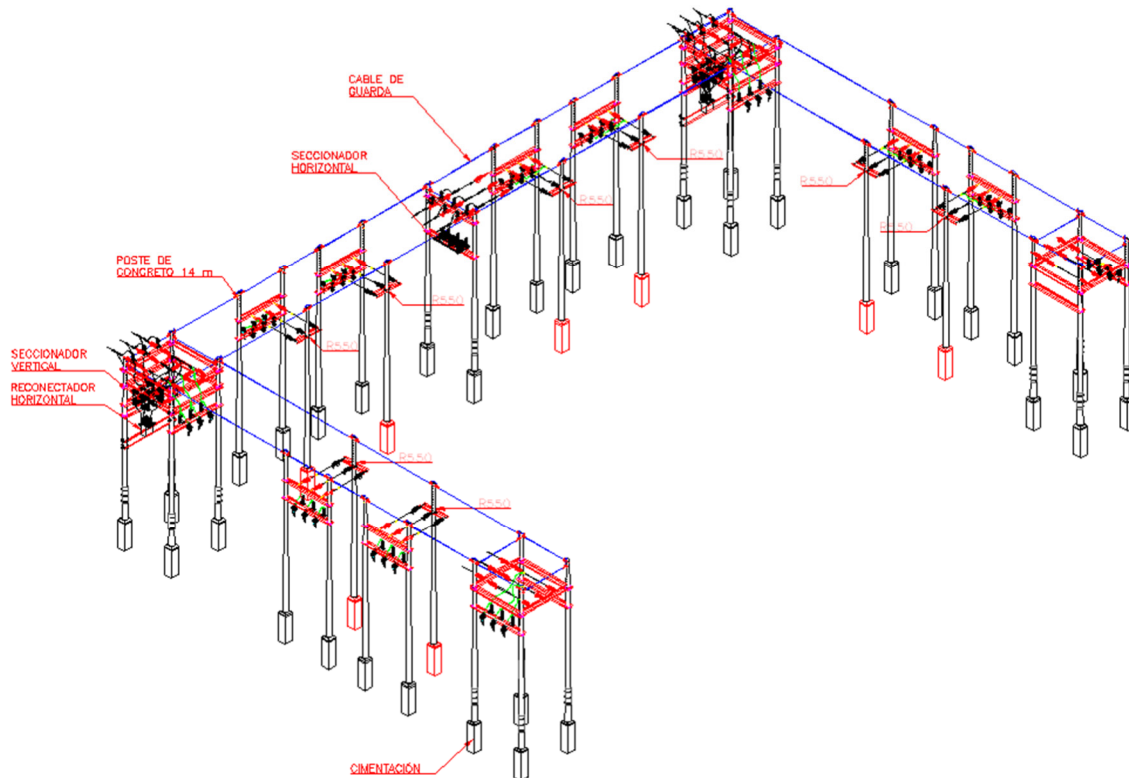 CABLE DE
GUARDA
SECCIONADOR
HORIZONTAL
R550
R550
R550
R550
POSTE DE
CONCRETO 14 m
R550
R550
SECCIONADOR
VERTICAL
RECONECTADOR
HORIZONTAL
R550
R550
CIMENTACIÓN